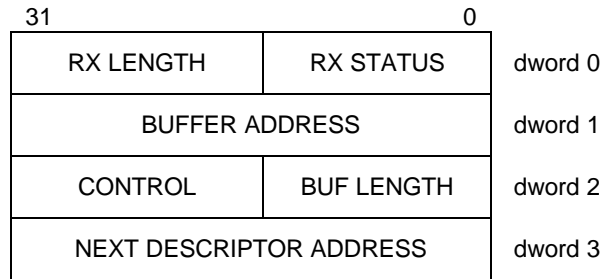 31 0
RX LENGTH RX STATUS dword 0
BUFFER ADDRESS dword 1
CONTROL BUF LENGTH dword 2
NEXT DESCRIPTOR ADDRESS dword 3